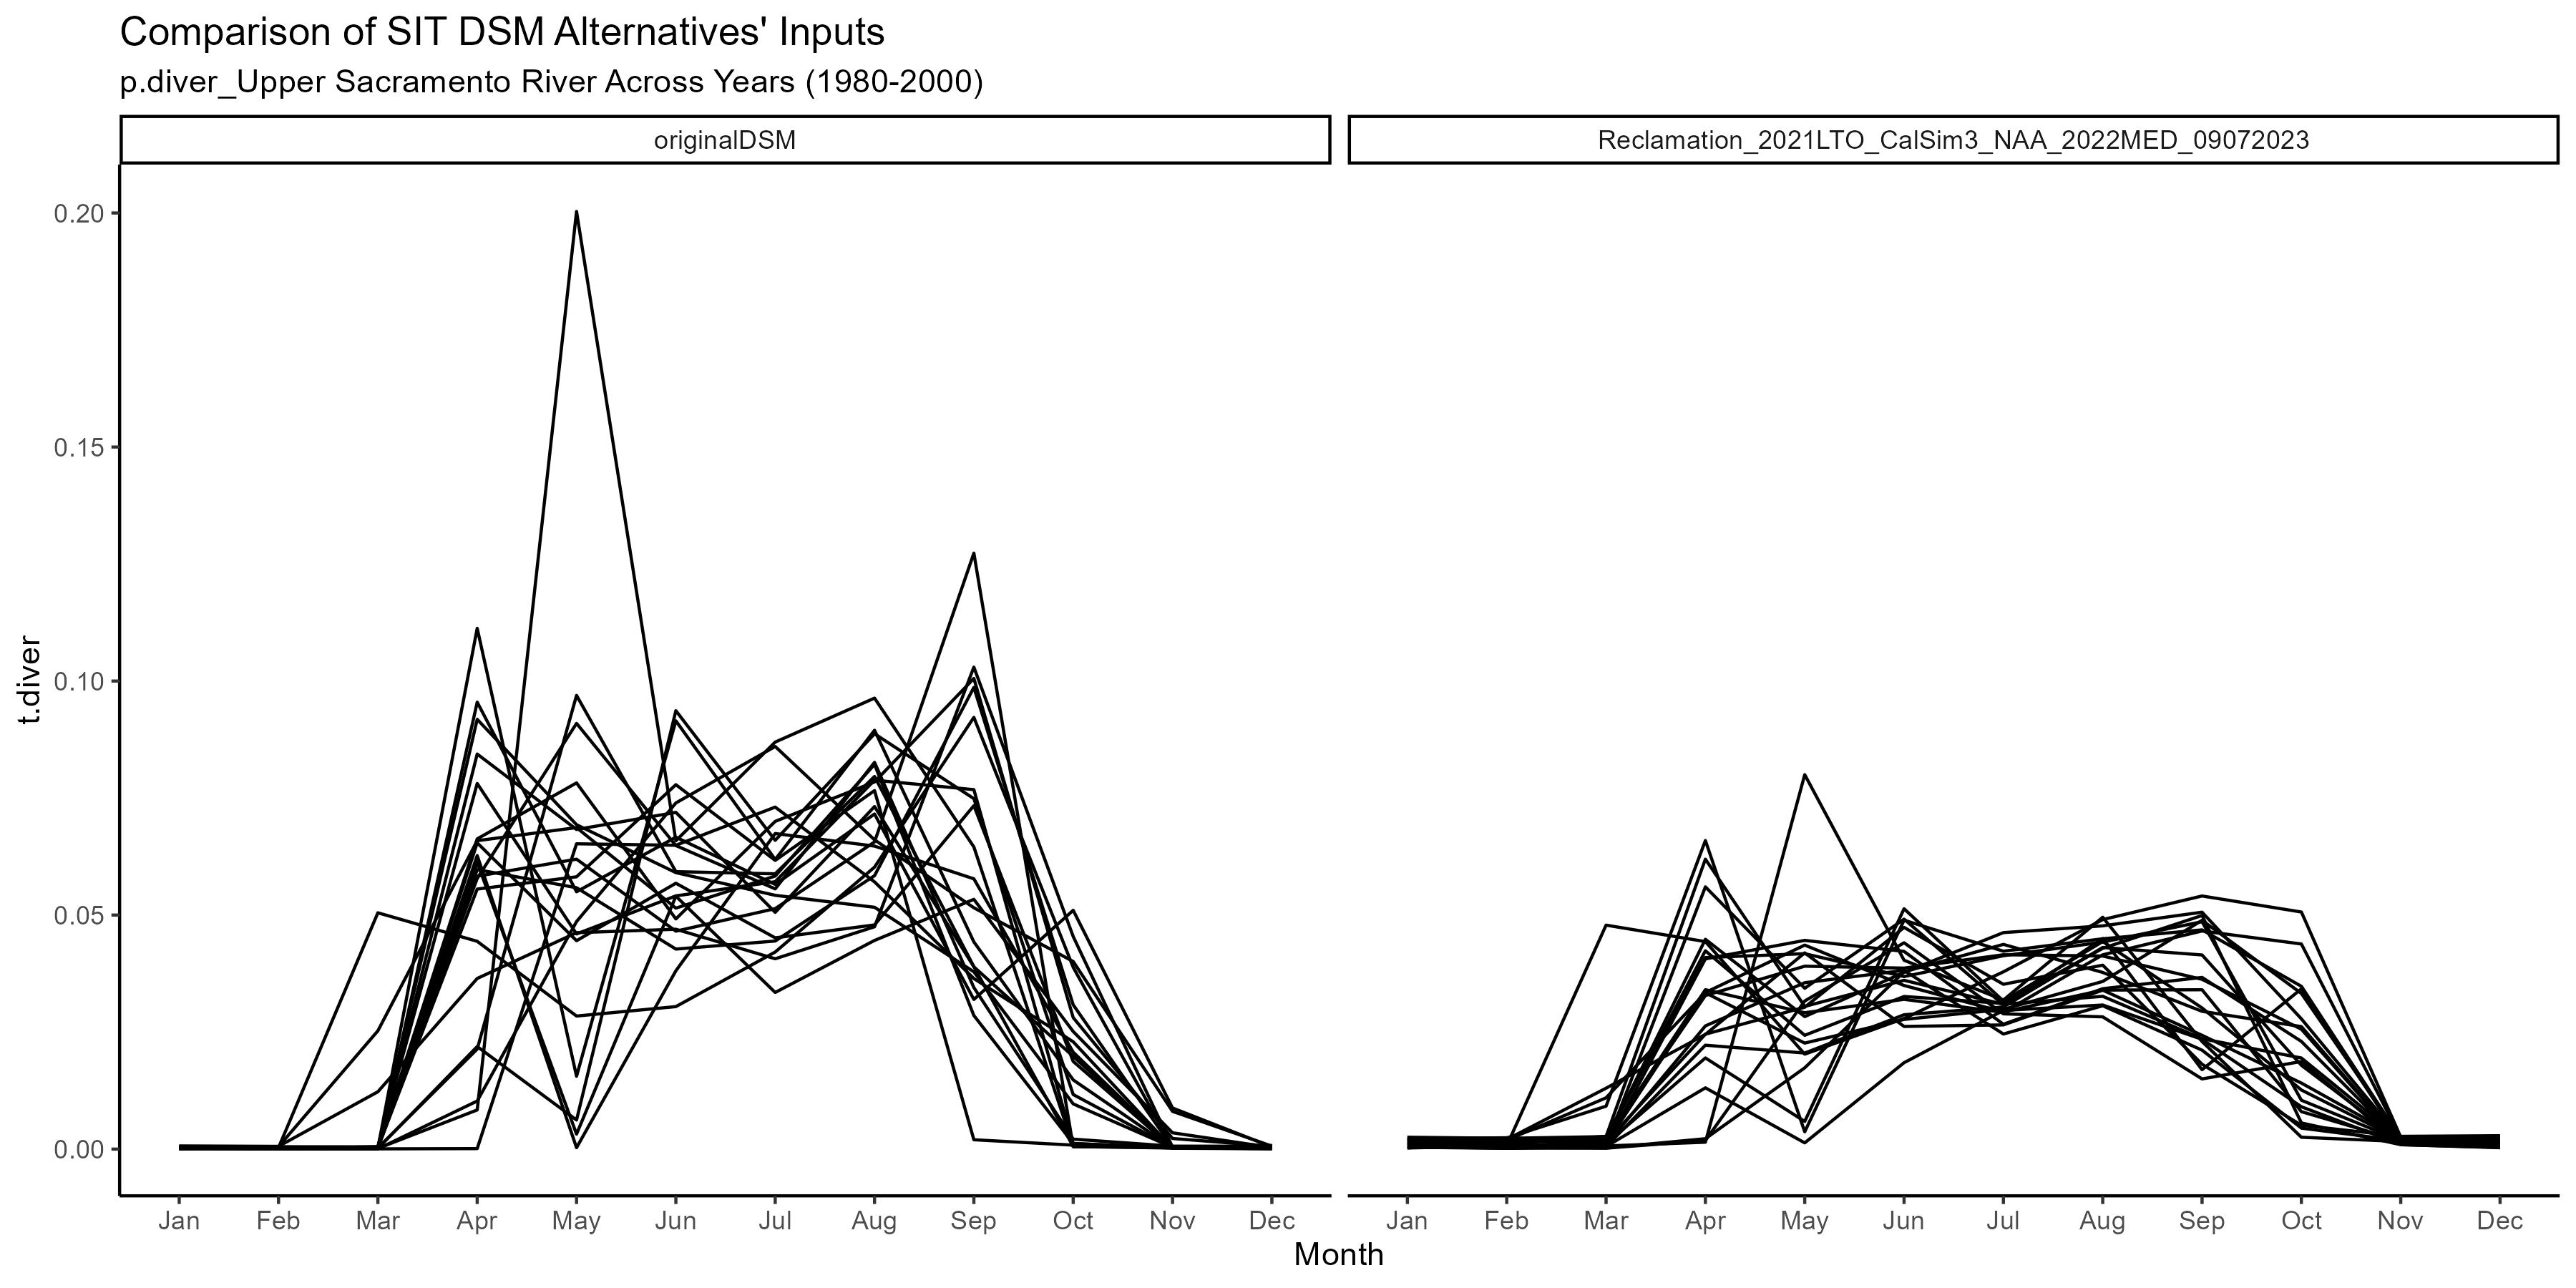 Comparison of SIT DSM Alternatives' Inputs
p.diver_Upper Sacramento River Across Years (1980-2000)
originalDSM
Reclamation_2021LTO_CalSim3_NAA_2022MED_09072023
t.diver
0.20
0.15
0.10
0.05
0.00
Jan Feb Mar Apr May Jun Jul Aug Sep Oct Nov Dec
Jan Feb Mar Apr May Jun Jul Aug Sep Oct Nov Dec
Month